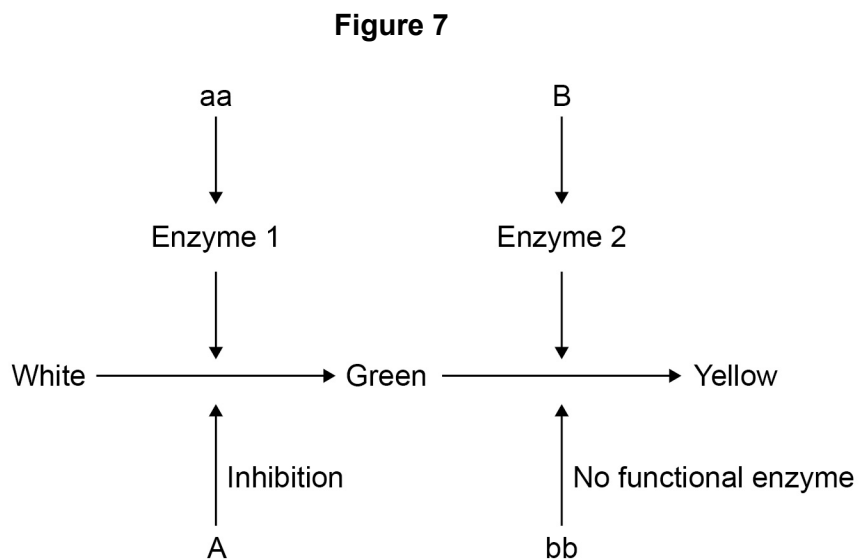 Figure 7
aa B
Enzyme 1 Enzyme 2
White Green Yellow
Inhibition No functional enzyme
A bb